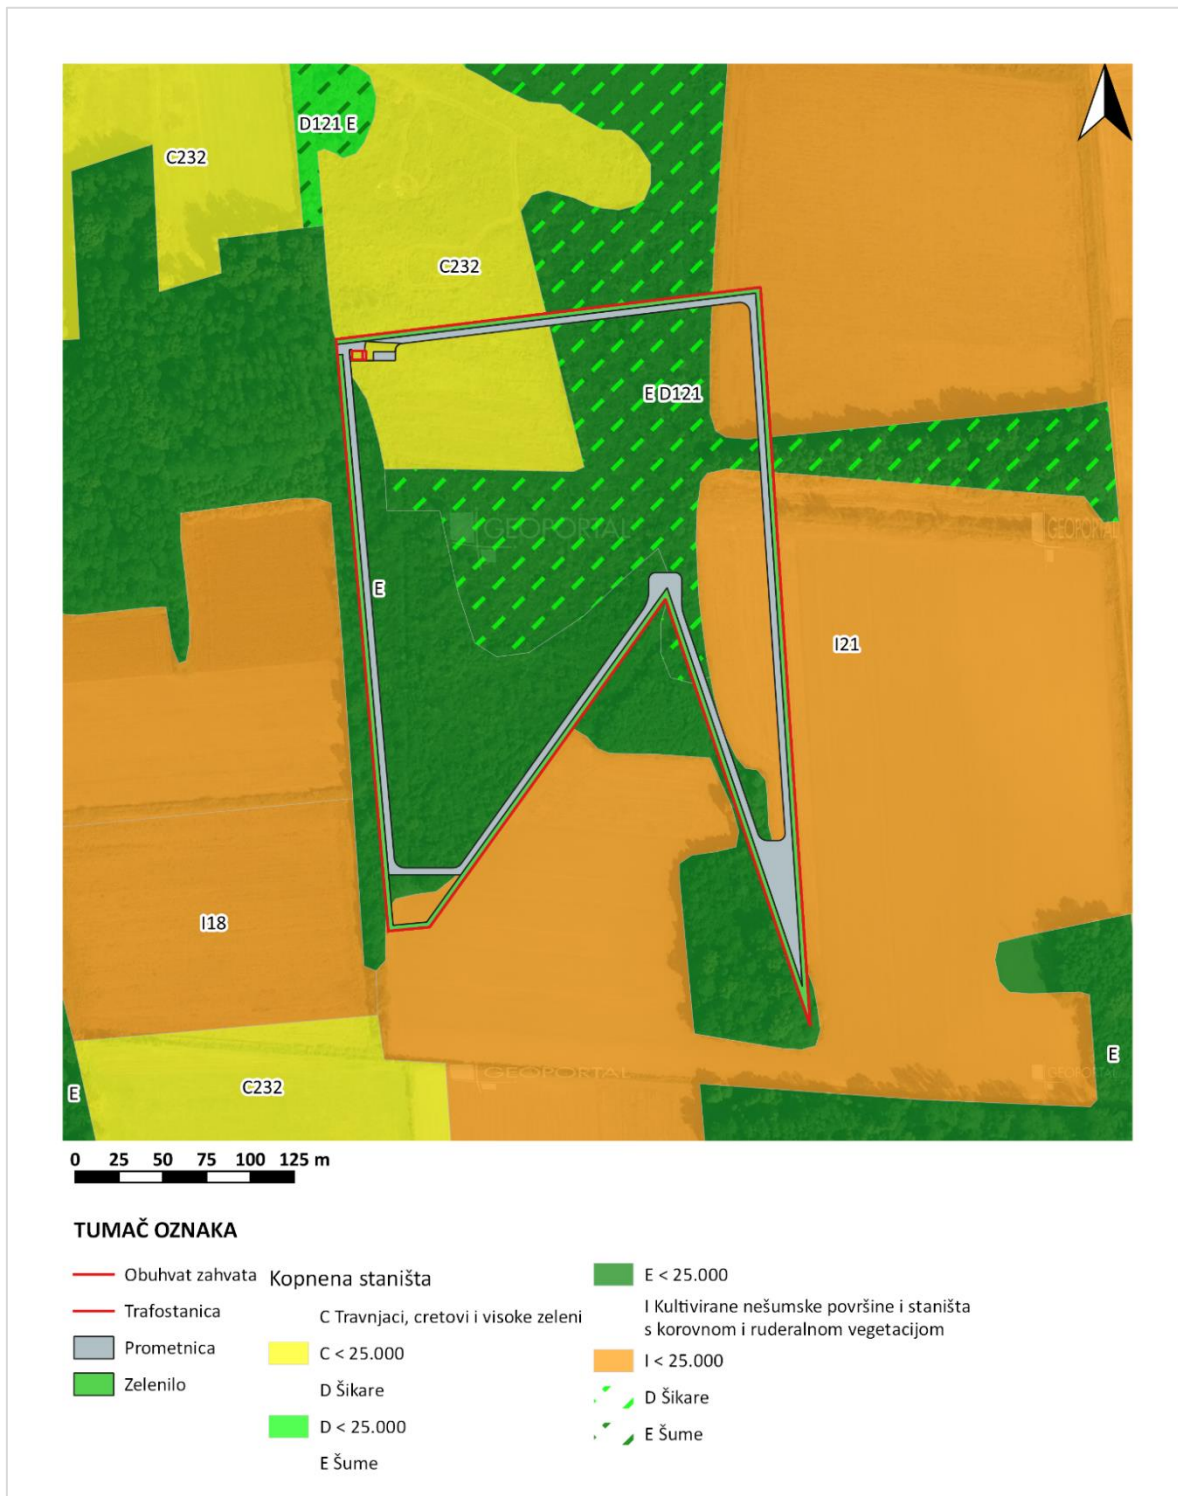 D121 E
C232
C232
E D121
GEOPORTAL
GEOPORTAL
E
I21
I18
C232
E
E
GEOPORTAL
GEOPORTAL
0 25 50 75 100 125 m
TUMAČ OZNAKA
Obuhvat zahvata
Trafostanica
Prometnica
Zelenilo
Kopnena staništa
C Travnjaci, cretovi i visoke zeleni
C < 25.000
D Šikare
D < 25.000
E Šume
E < 25.000
I Kultivirane nešumske površine i staništa
s korovnom i ruderalnom vegetacijom
I < 25.000
D Šikare
E Šume